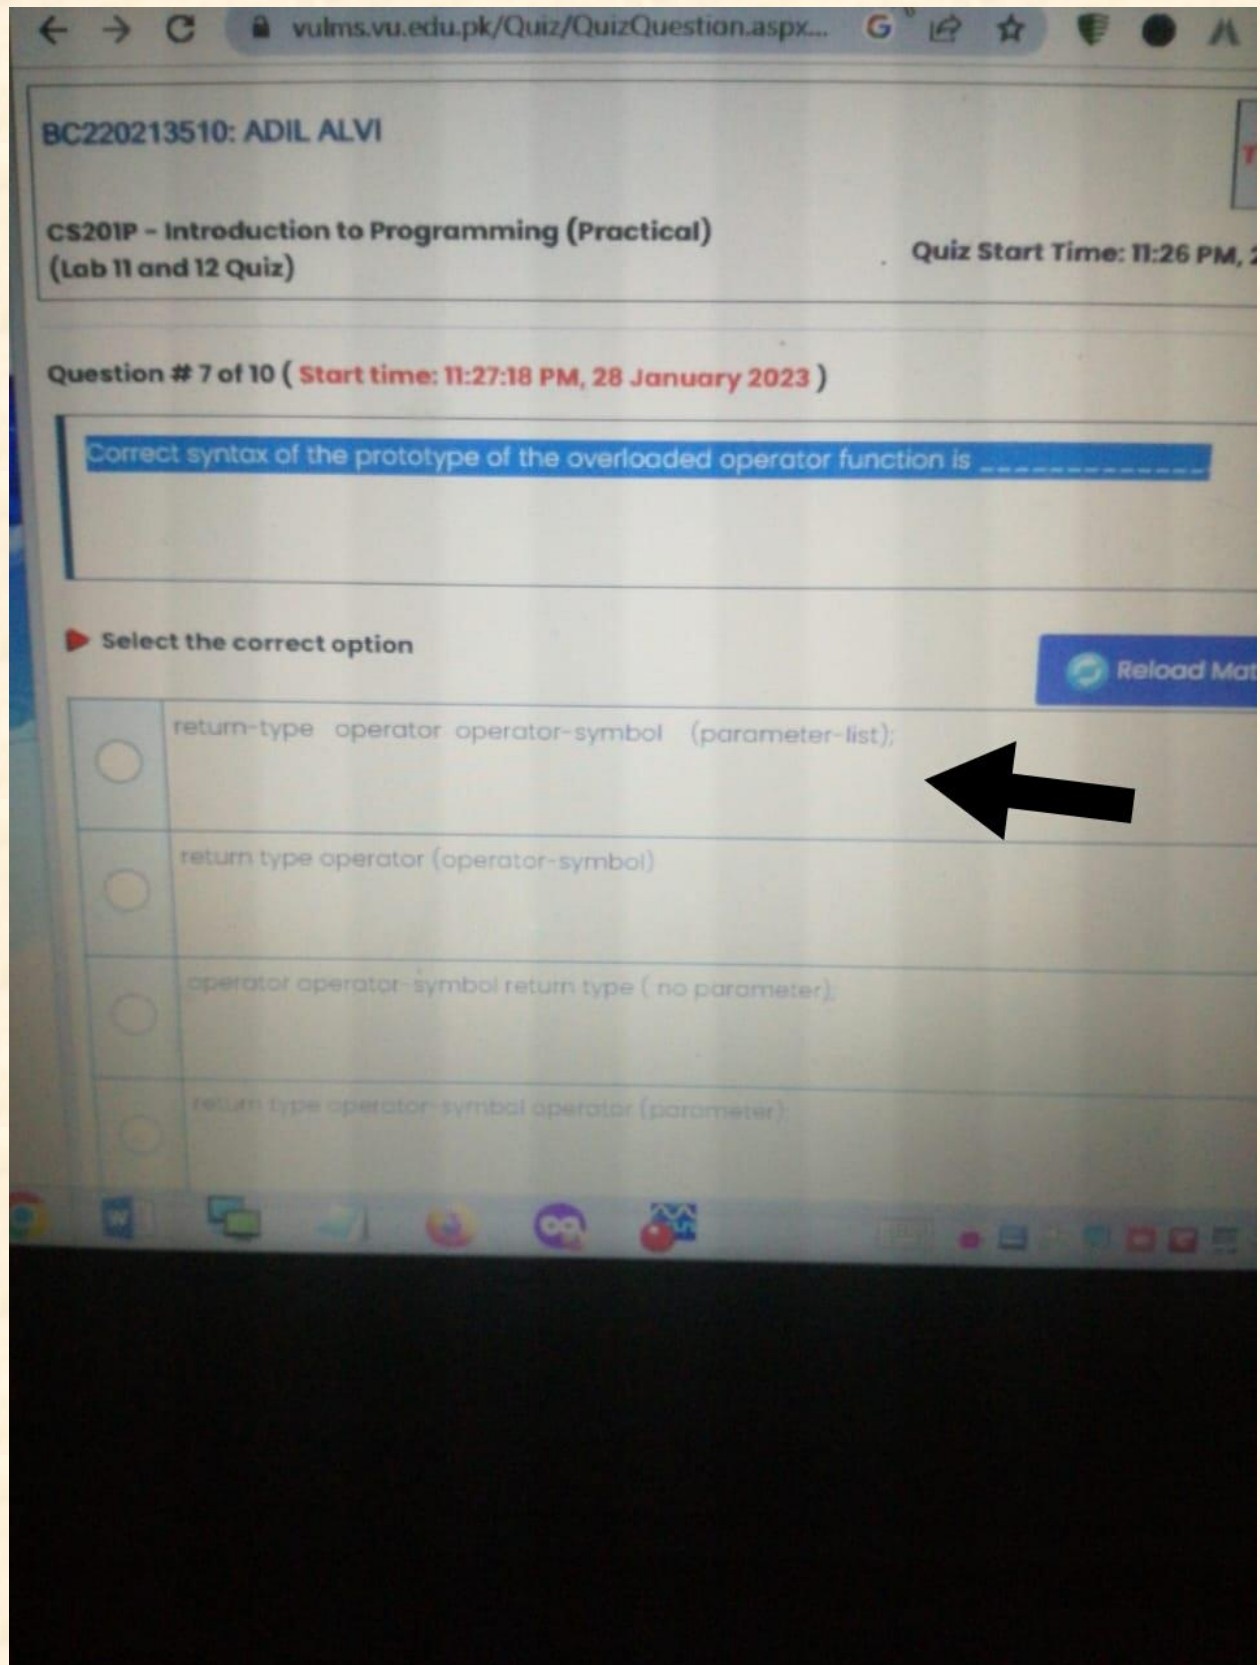 vulms.vu.edu.pk/Quiz/QuizQuestion.aspx...
BC220213510: ADIL ALVI
CS201P - Introduction to Programming (Practical)
(Lab 11 and 12 Quiz)
Quiz Start Time: 11:26 PM, 2
Question # 7 of 10 ( Start time: 11:27:18 PM, 28 January 2023 )
Correct syntax of the prototype of the overloaded operator function is _____________
Select the correct option
Reload Mat
return-type operator operator-symbol (parameter-list);
return type operator (operator-symbol)
operator operator-symbol return type ( no parameter);
return type operator-symbol operator (parameter);